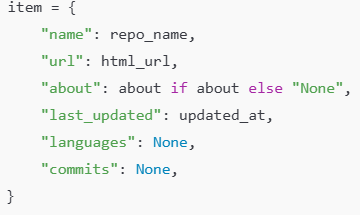 item = {
    "name": repo_name,
    "url": html_url,
    "about": about if about else "None",
    "last_updated": updated_at,
    "languages": None,
    "commits": None,
}